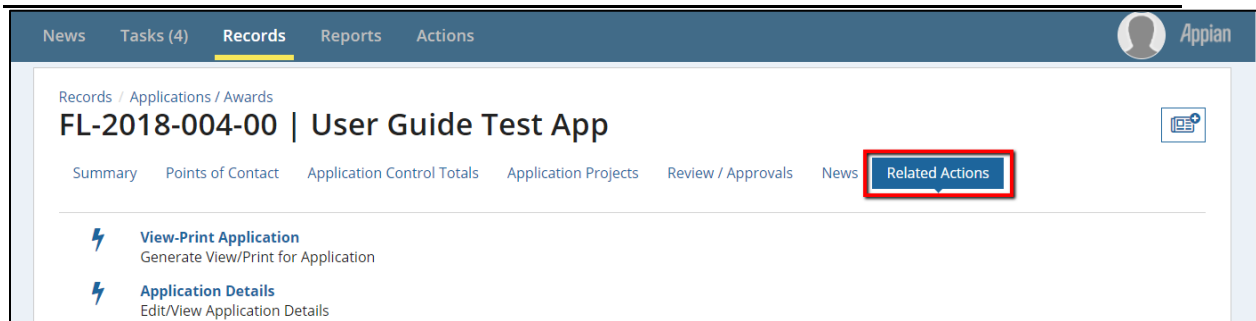 News Tasks (4) Records Reports Actions Appian
Records / Applications / Awards
FL-2018-004-00 | User Guide Test App
Summary Points of Contact Application Control Totals Application Projects Review / Approvals News Related Actions
View-Print Application
Generate View/Print for Application
Application Details
Edit/View Application Details